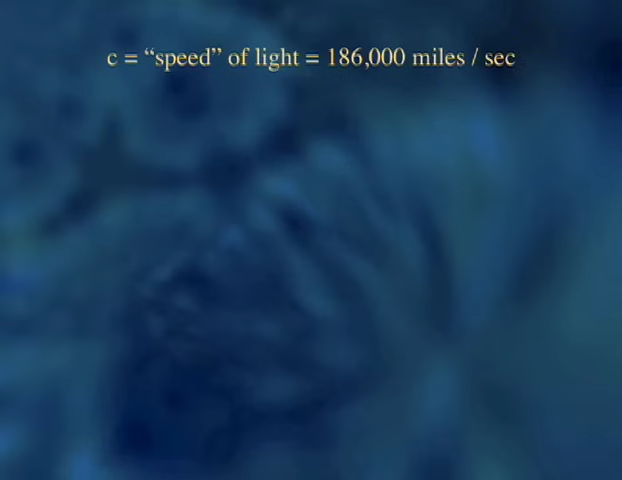 c = “speed” of light = 186,000 miles / sec